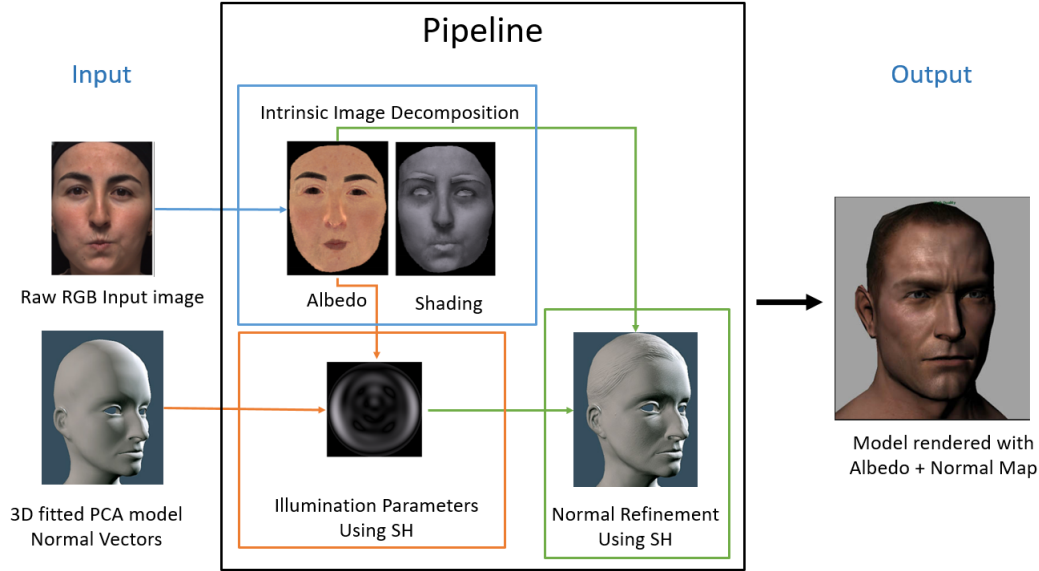 Pipeline
Input
Output
Intrinsic Image Decomposition
Raw RGB Input image
Albedo
Shading
3D fitted PCA model
Normal Vectors
Illumination Parameters
Using SH
Normal Refinement
Using SH
Model rendered with
Albedo + Normal Map